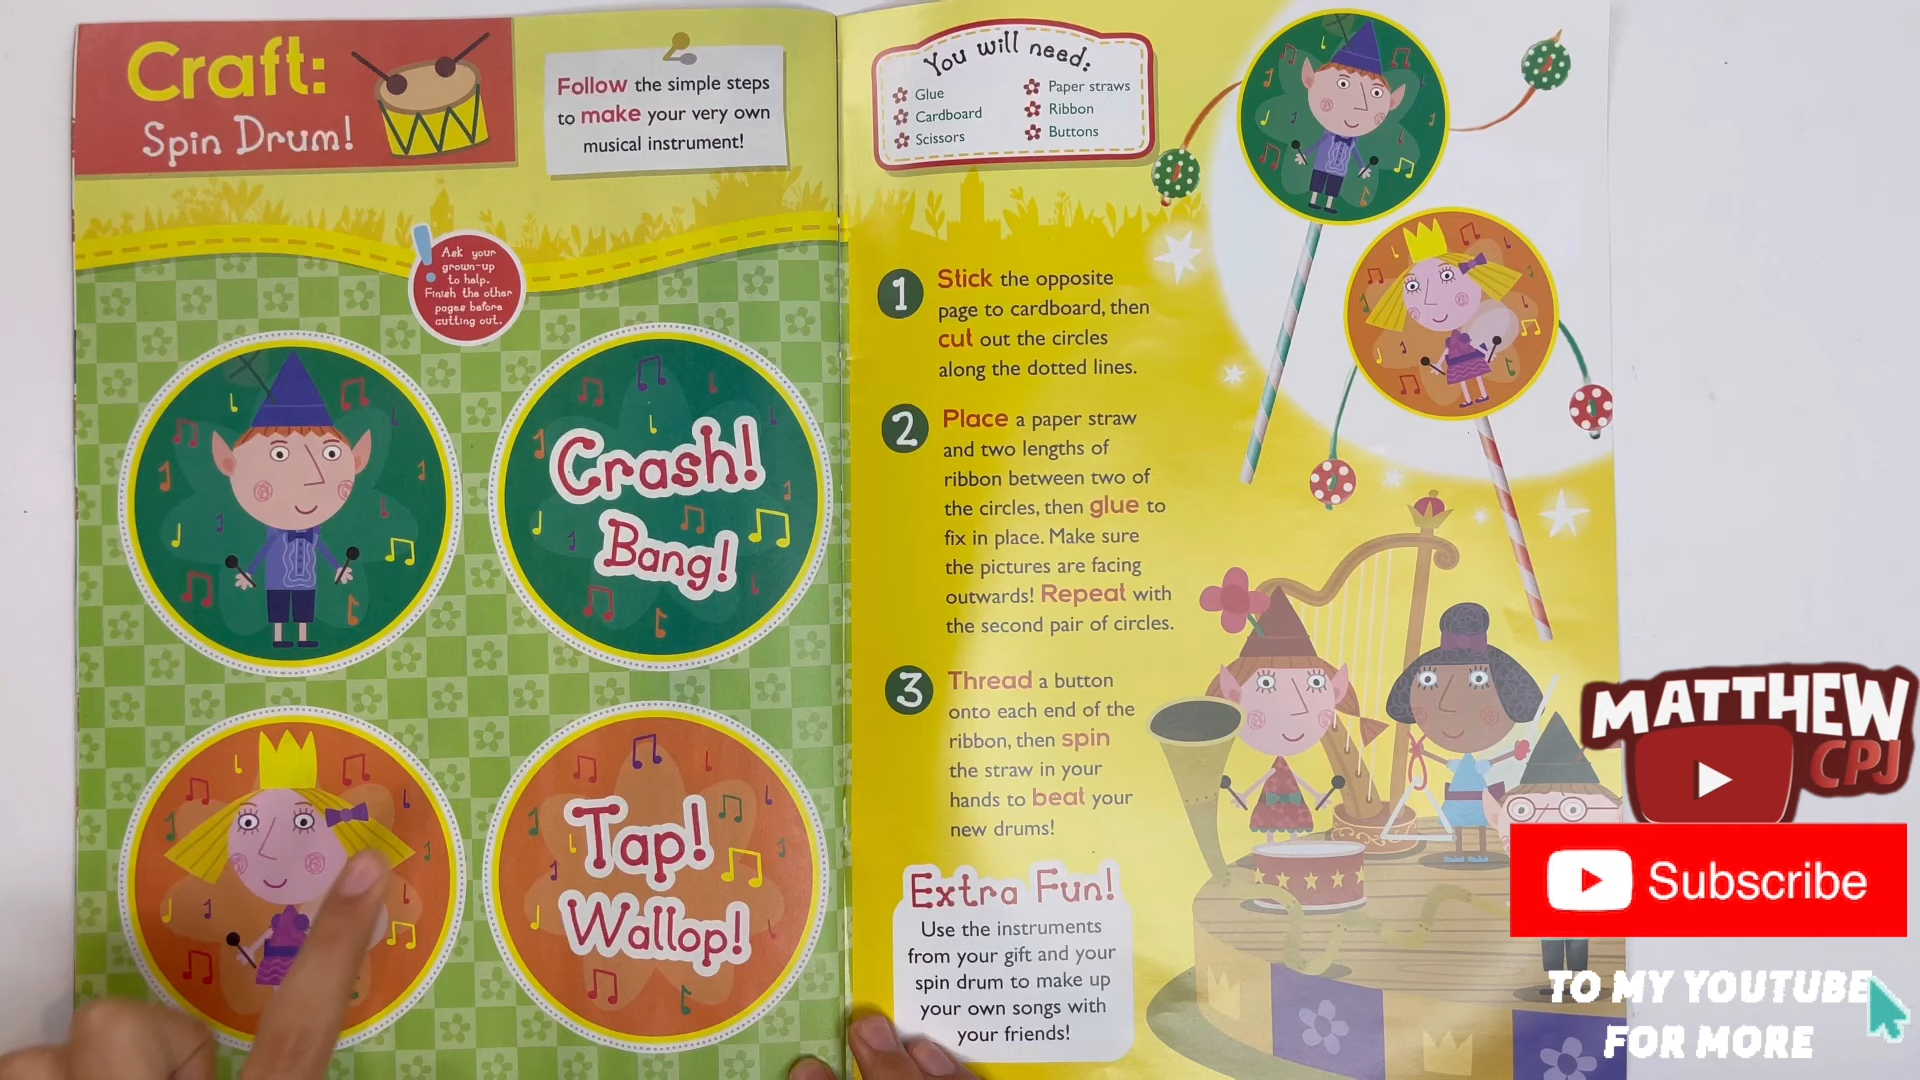 Craft:
Spin Drum!
Follow the simple steps
to make your very own
musical instrument!
Ask your
grown-up
to help.
Finish the other
pages before
cutting out.
Crash!
Bang!
Tap!
Wallop!
You will need:
Glue
Cardboard
Scissors
Paper straws
Ribbon
Buttons
1
Stick the opposite
page to cardboard, then
cut out the circles
along the dotted lines.
2
Place a paper straw
and two lengths of
ribbon between two of
the circles, then glue to
fix in place. Make sure
the pictures are facing
outwards! Repeat with
the second pair of circles.
3
Thread a button
onto each end of the
ribbon, then spin
the straw in your
hands to beat your
new drums!
Extra Fun!
Use the instruments
from your gift and your
spin drum to make up
your own songs with
your friends!
MATTHEW
CPJ
Subscribe
TO MY YOUTUBE
FOR MORE